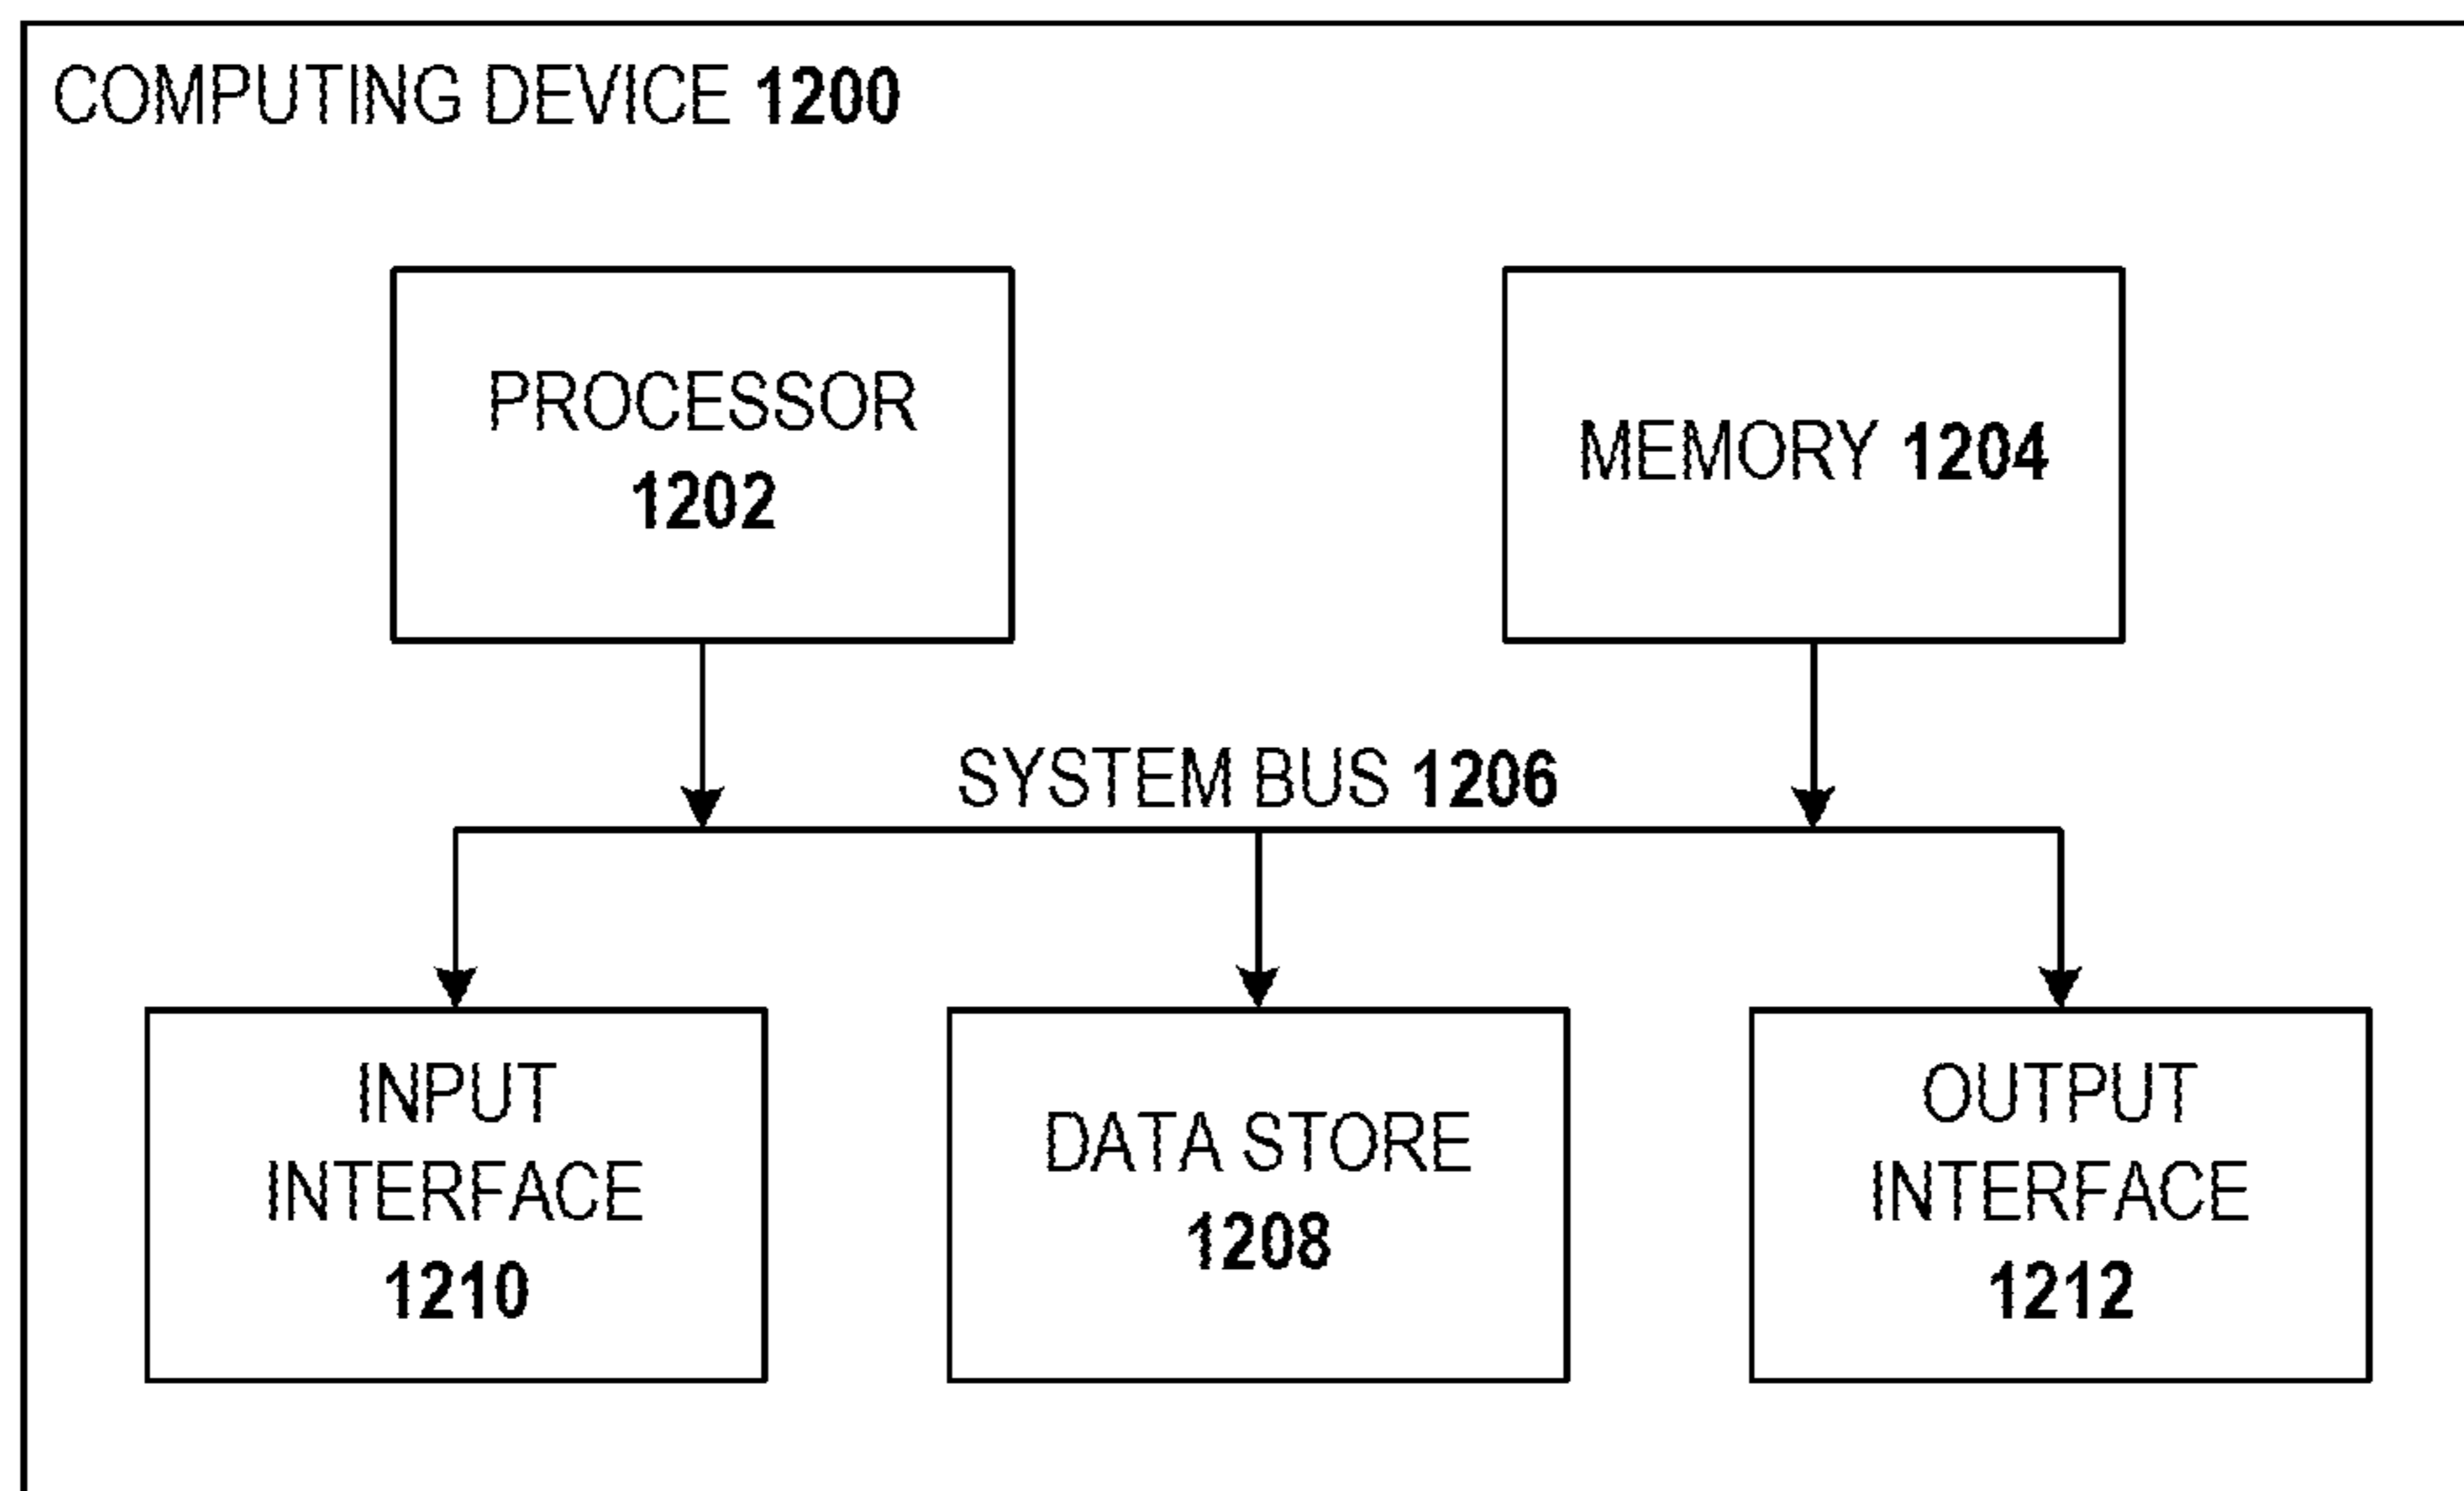 COMPUTING DEVICE 1200
PROCESSOR
1202
MEMORY 1204
SYSTEM BUS 1206
INPUT
INTERFACE
1210
DATA STORE
1208
OUTPUT
INTERFACE
1212